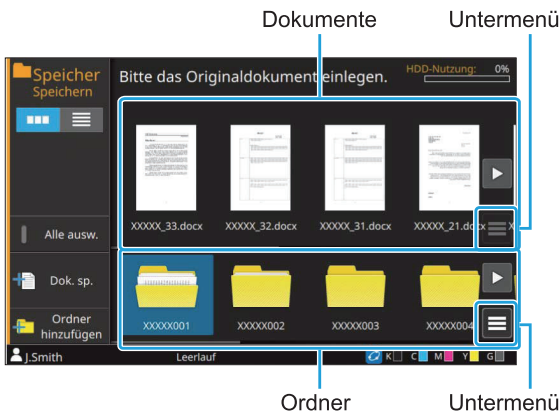 Dokumente
Untermenü
Speicher
Speichern
Bitte das Originaldokument einlegen.
HDD-Nutzung: 0%
XXXXX_33.docx
XXXXX_32.docx
XXXXX_31.docx
XXXXX_21.docx
X
Alle ausw.
Dok. sp.
Ordner
hinzufügen
XXXXX001
XXXXX002
XXXXX003
XXXXX004
J.Smith
Leerlauf
K
C
M
Y
G
Ordner
Untermenü